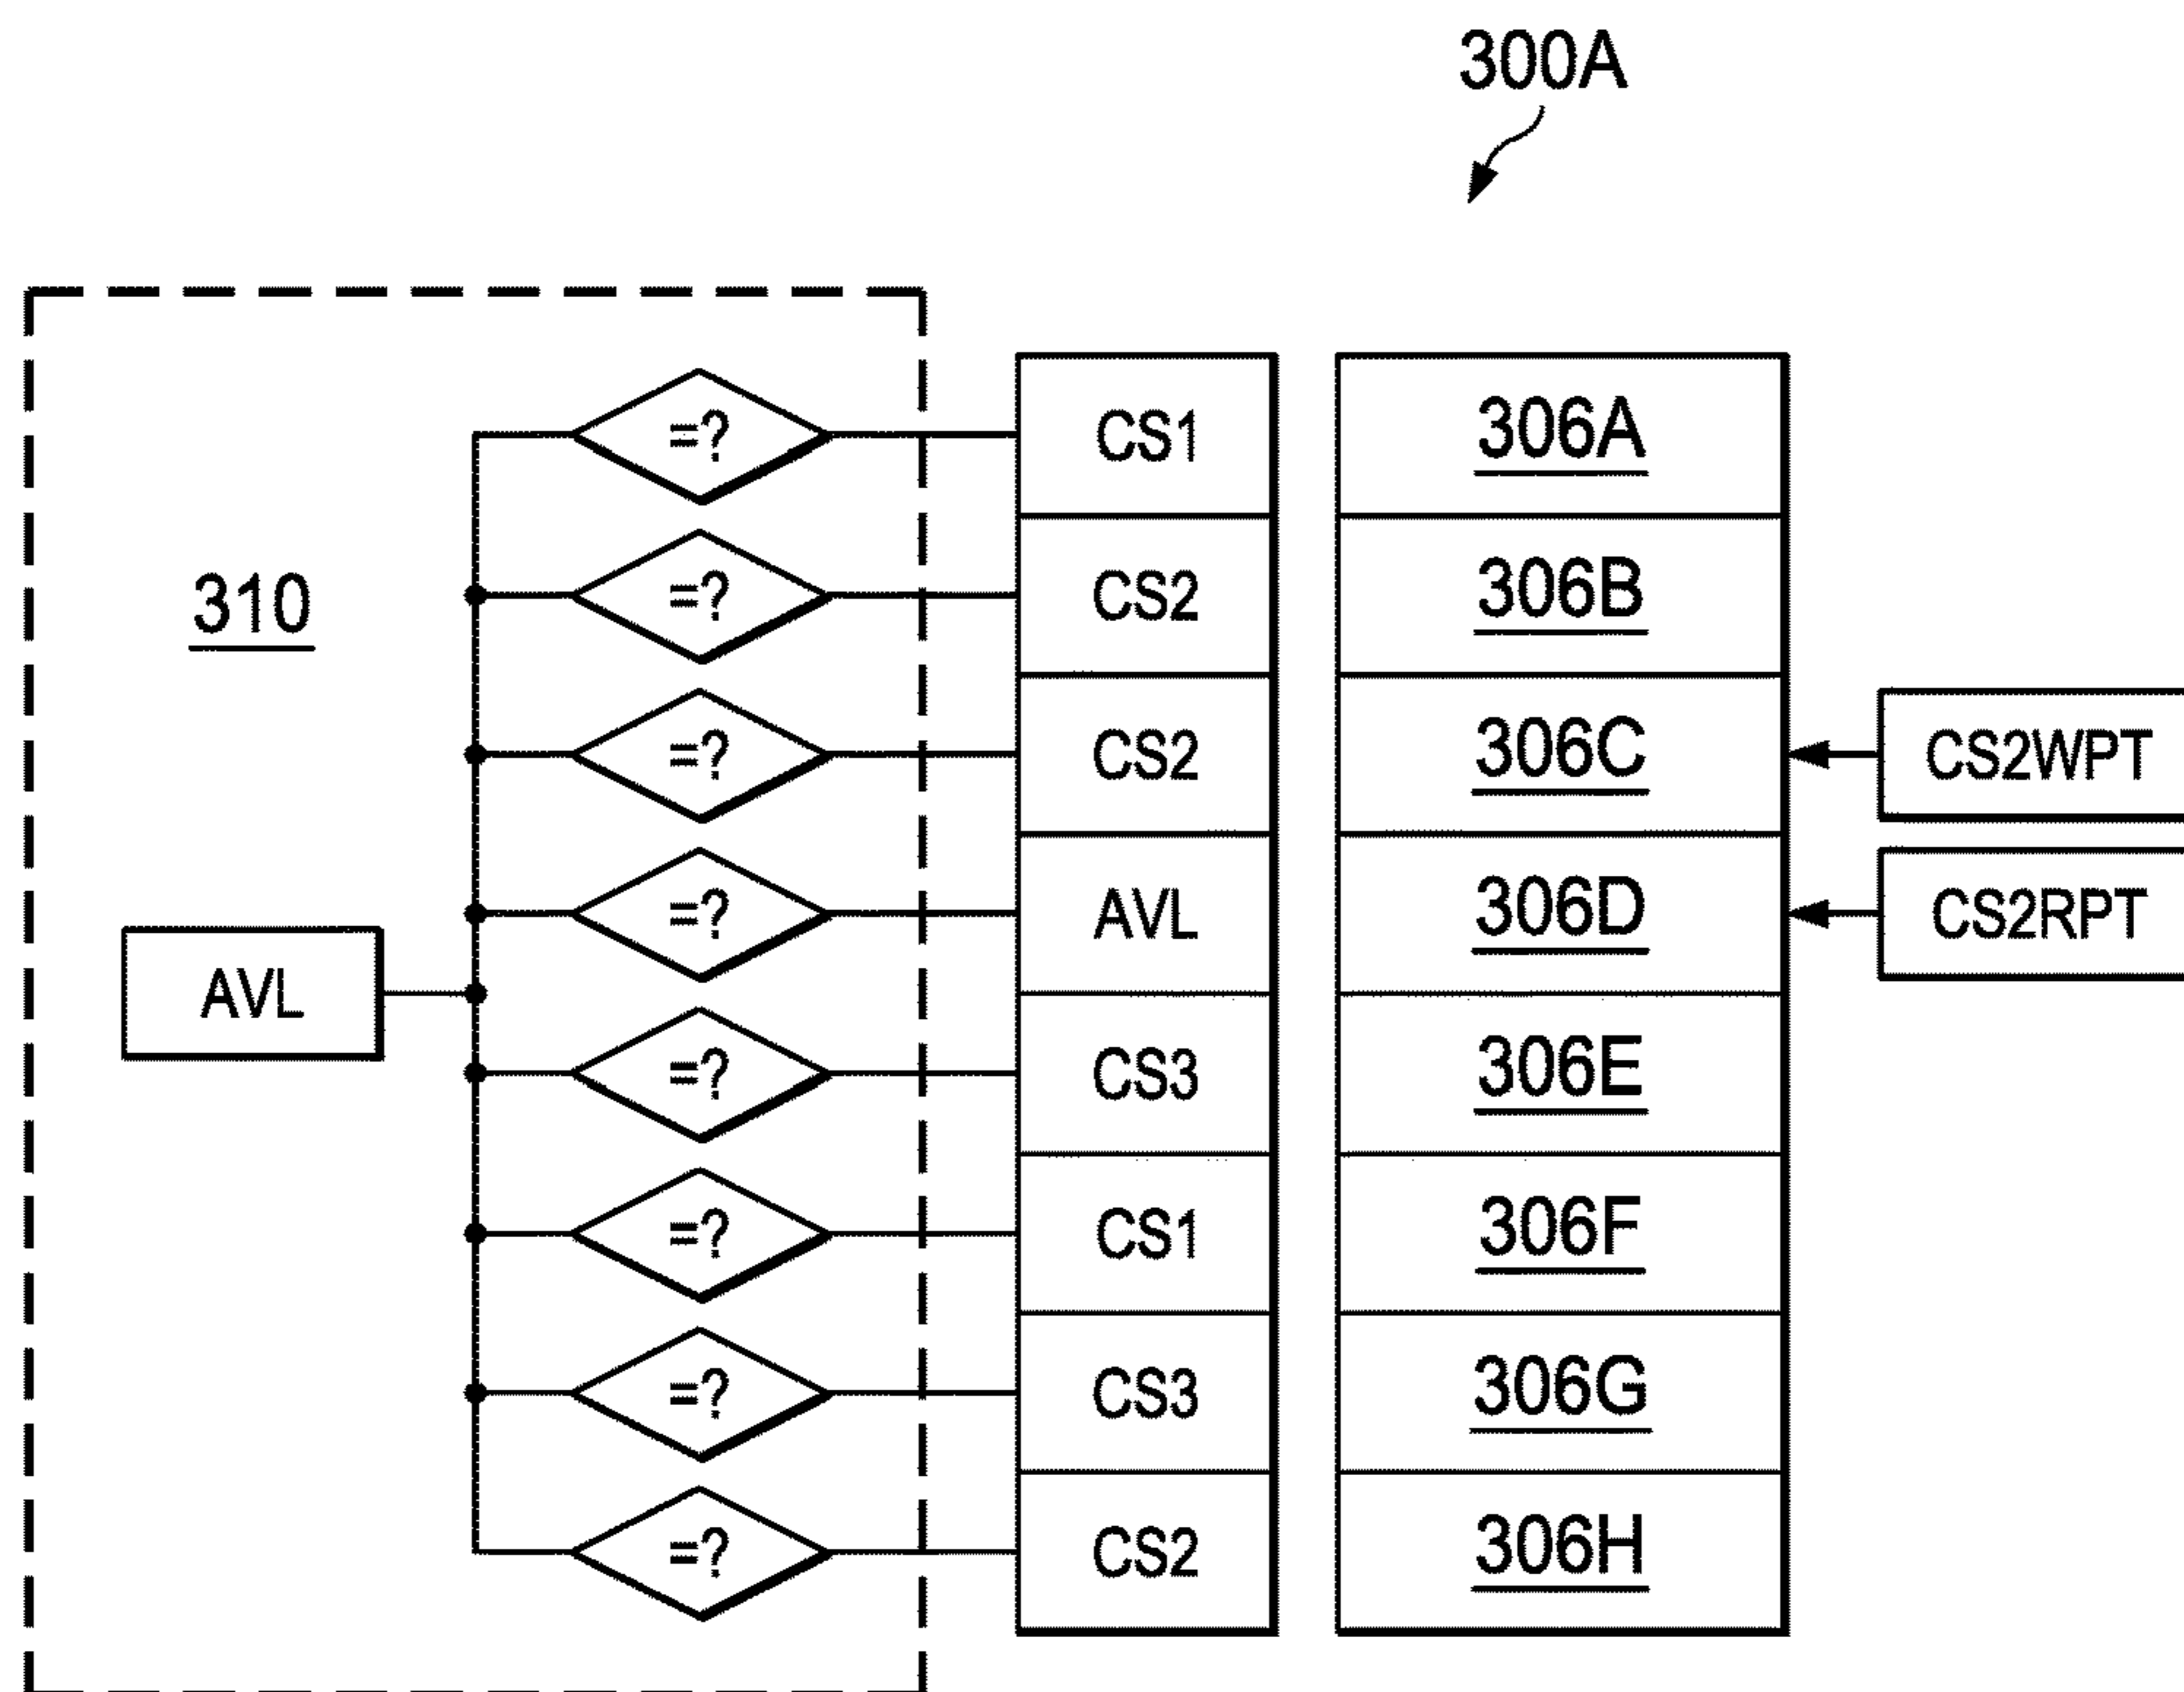 300A
=? CS1 306A
310 =? CS2 306B
=? CS2 306C CS2WPT
=? AVL 306D CS2RPT
AVL
=? CS3 306E
=? CS1 306F
=? CS3 306G
=? CS2 306H